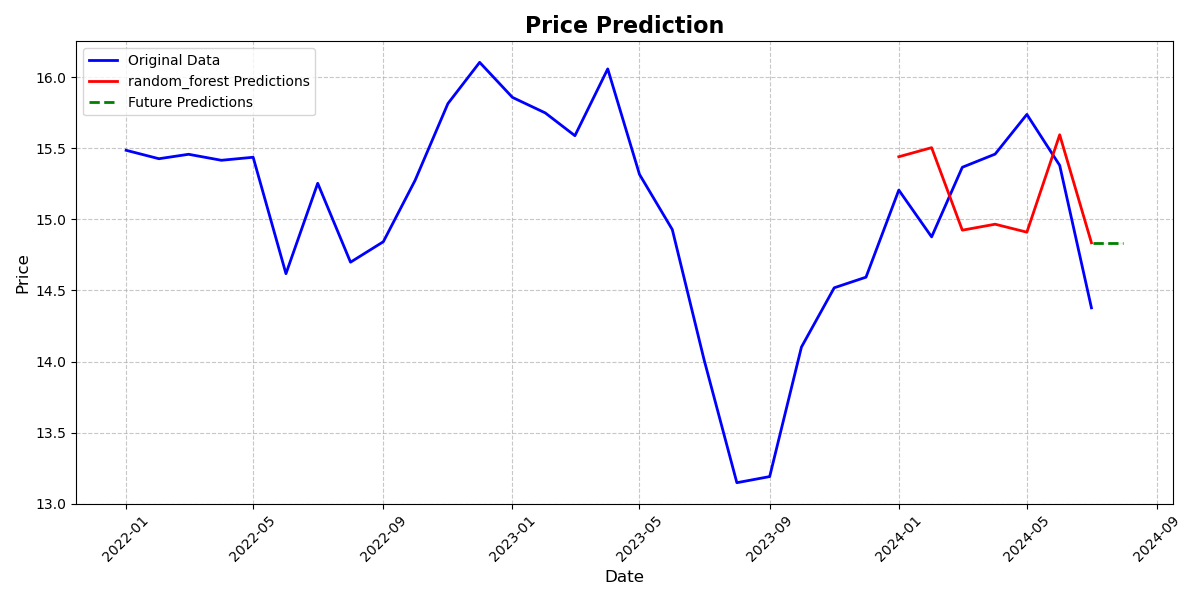 Price Prediction
Original Data
random_forest Predictions
Future Predictions
Price
16.0
15.5
15.0
14.5
14.0
13.5
13.0
2022-01
2022-05
2022-09
2023-01
2023-05
2023-09
2024-01
2024-05
2024-09
Date